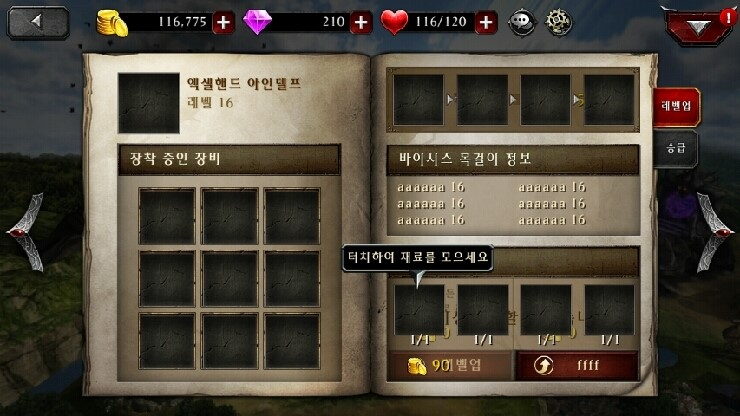 116,775
210
116/120
!
엑셀핸드 아인델프
레벨 16
레벨업
승급
장착 중인 장비
바이서스 목걸이 정보
aaaaaa 16 aaaaaa 16
aaaaaa 16 aaaaaa 16
aaaaaa 16 aaaaaa 16
터치하여 재료를 모으세요
1/1 1/1 1/1 1/1
90 레벨업
ffff